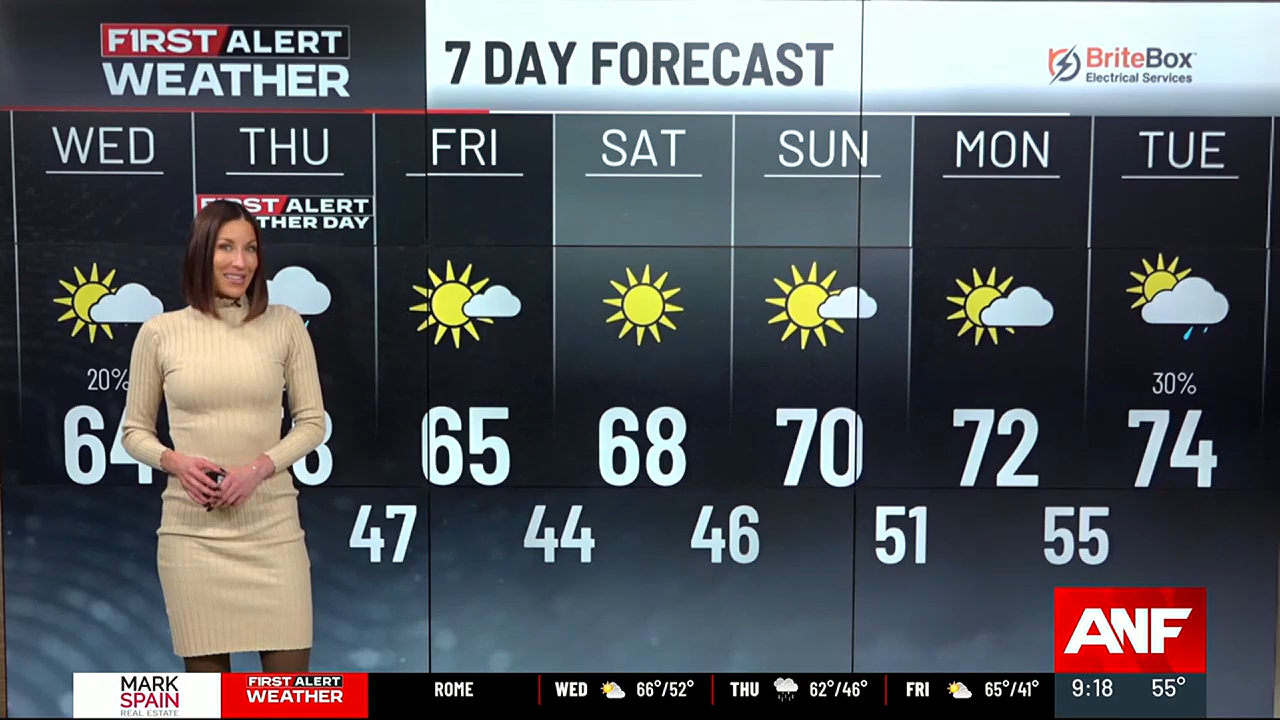 FIRST ALERT
WEATHER
7 DAY FORECAST
BriteBox
Electrical Services
WED THU FRI SAT SUN MON TUE
FIRST ALERT
THER DAY
20% 30%
64 8 65 68 70 72 74
47 44 46 51 55
ANF
MARK
SPAIN
REAL ESTATE
FIRST ALERT
WEATHER
ROME WED 66°/52° THU 62°/46° FRI 65°/41°
9:18 55°